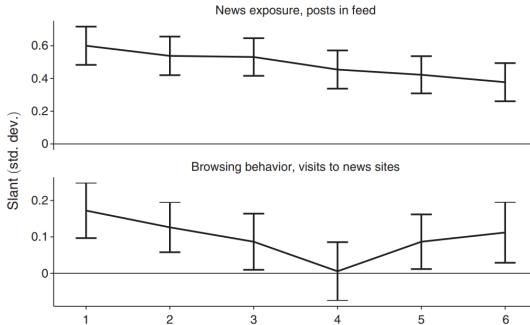 News exposure, posts in feed
0.6
0.4
0.2
0
Slant (std. dev.)
Browsing behavior, visits to news sites
0.2
0.1
0
1 2 3 4 5 6